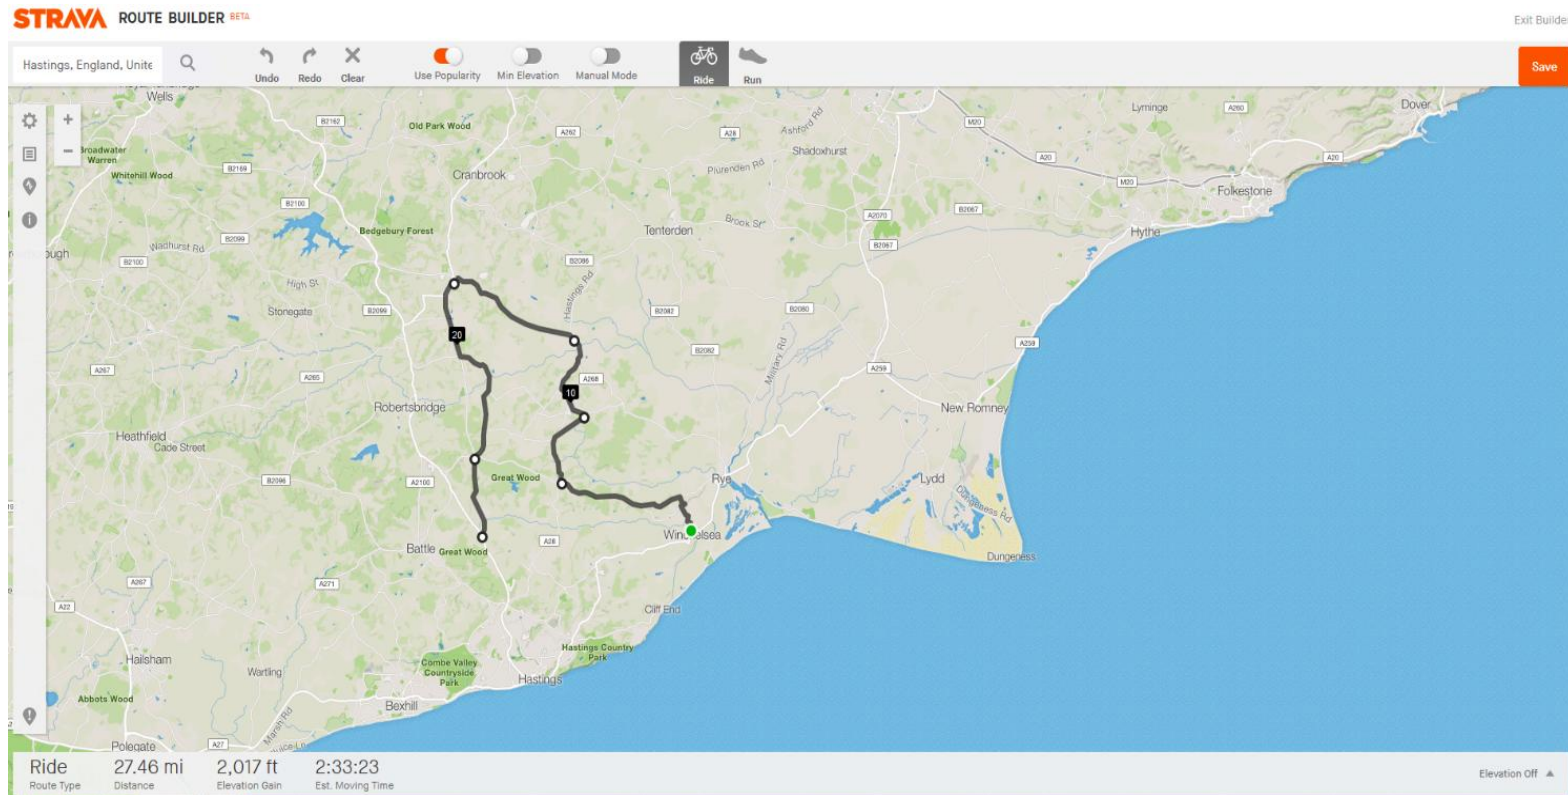 STRAVA ROUTE BUILDER BETA
Exit Builde
Hastings, England, Unite
Undo Redo Clear
Use Popularity Min Elevation Manual Mode
Ride Run
Save
Wells
B2162
Old Park Wood
A262
A28
Ashford Rd
M20
Lyminge
A260
Dover
Broadwater
Warren
Whitehill Wood
B2169
Cranbrook
Plurenden Rd
Shadoxhurst
A20
A20
M20
Folkestone
B2100
Bedgebury Forest
Tenterden
Brook St
A2070
B2067
Hythe
B2067
ough
Wadhurst Rd
B2099
B2100
B2086
High St
Hastings Rd
Stonegate
B2099
20
B2082
B2080
B2082
Military Rd
A259
A267
A265
10
A268
A259
Robertsbridge
New Romney
Heathfield
Cade Street
B2096
A2100
Great Wood
Rye
Lydd
Dungeness Rd
Battle
Great Wood
A28
Dungeness
A267
A271
A22
Cliff End
Hailsham
Wartling
Combe Valley
Countryside
Park
Hastings Country
Park
Hastings
Abbots Wood
Bexhill
Marsh Rd
Polegate
A27
Ride 27.46 mi 2,017 ft 2:33:23
Route Type Distance Elevation Gain Est. Moving Time
Elevation Off